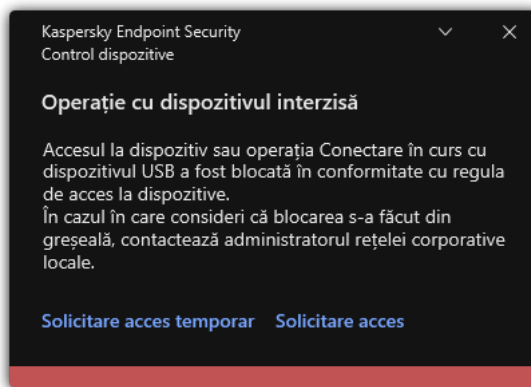 Kaspersky Endpoint Security
Control dispozitive
Operație cu dispozitivul interzisă
Accesul la dispozitiv sau operația Conectare în curs cu
dispozitivul USB a fost blocată în conformitate cu regula
de acces la dispozitive.
În cazul în care consideri că blocarea s-a făcut din
greșeală, contactează administratorul rețelei corporative
locale.
Solicitare acces temporar Solicitare acces